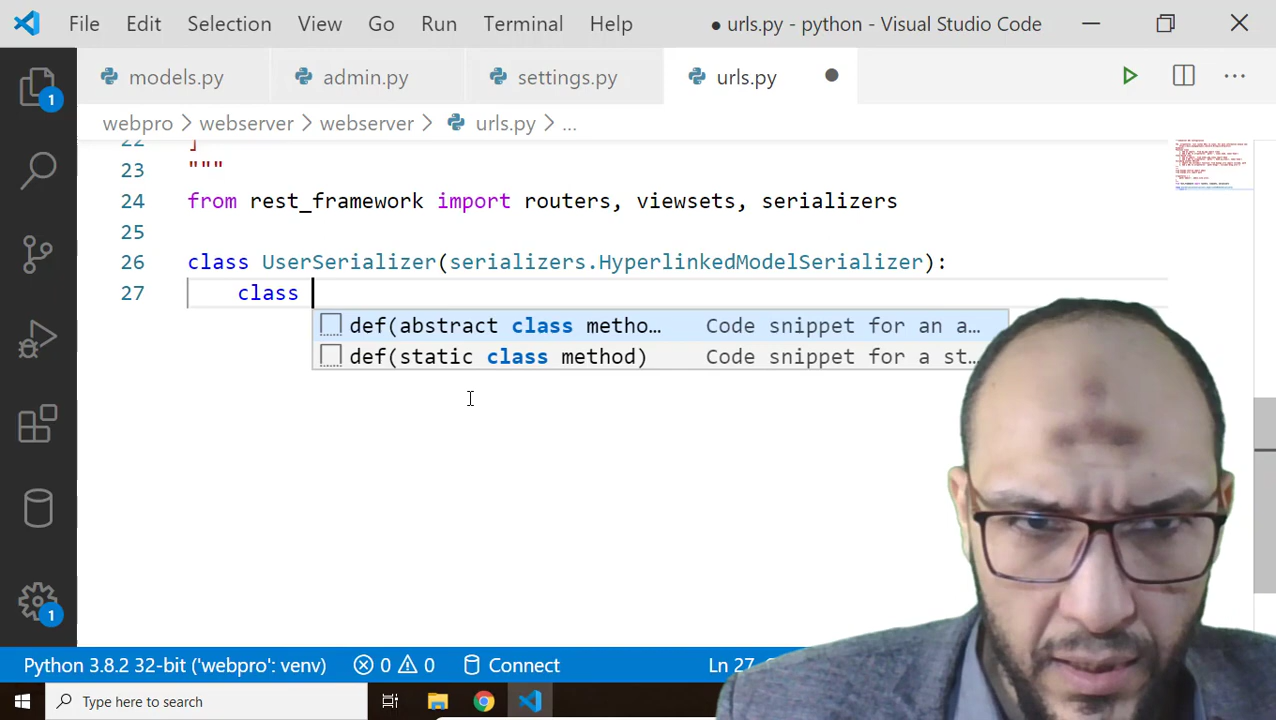 File Edit Selection View Go Run Terminal Help ● urls.py - python - Visual Studio Code
models.py admin.py settings.py urls.py
webpro > webserver > webserver > urls.py > ...
22 ]
23 """
24 from rest_framework import routers, viewsets, serializers
25
26 class UserSerializer(serializers.HyperlinkedModelSerializer):
27 class
def(abstract class metho… Code snippet for an a…
def(static class method) Code snippet for a st…
1
1
Python 3.8.2 32-bit ('webpro': venv) 0 0 Connect Ln 27,
Type here to search